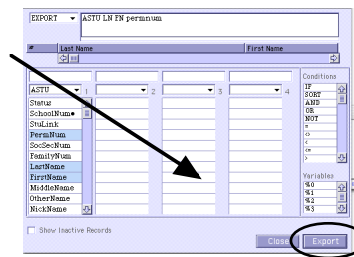 EXPORT ASTU LN FN permnum
# Last Name First Name
Conditions
ASTU 1 2 3 4
IF
SORT
AND
OR
NOT
=
<>
<
<=
>
Status
SchoolNum
StuLink
PermNum
SocSecNum
FamilyNum
LastName
FirstName
MiddleName
OtherName
NickName
Variables
%0
%1
%2
%3
Show Inactive Records
Close Export